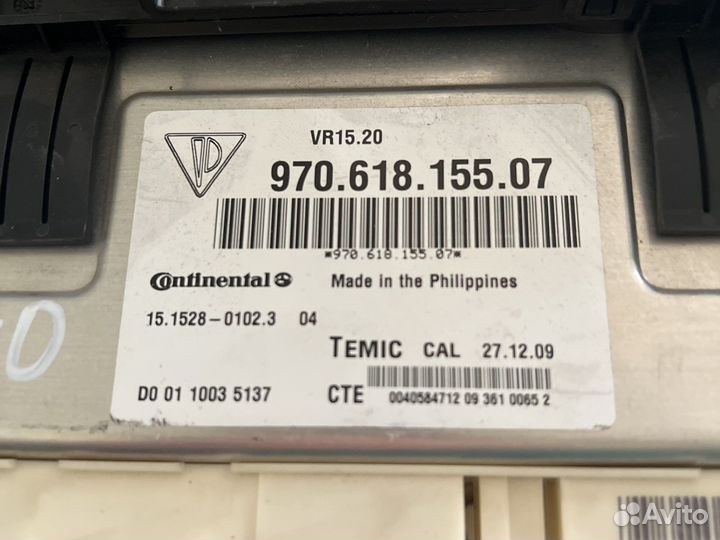 VR15.20
970.618.155.07
*970.618.155.07*
Continental Made in the Philippines
15.1528-0102.3 04
TEMIC CAL 27.12.09
D0 01 1003 5137 CTE 0040584712 09 361 0065 2
Avito